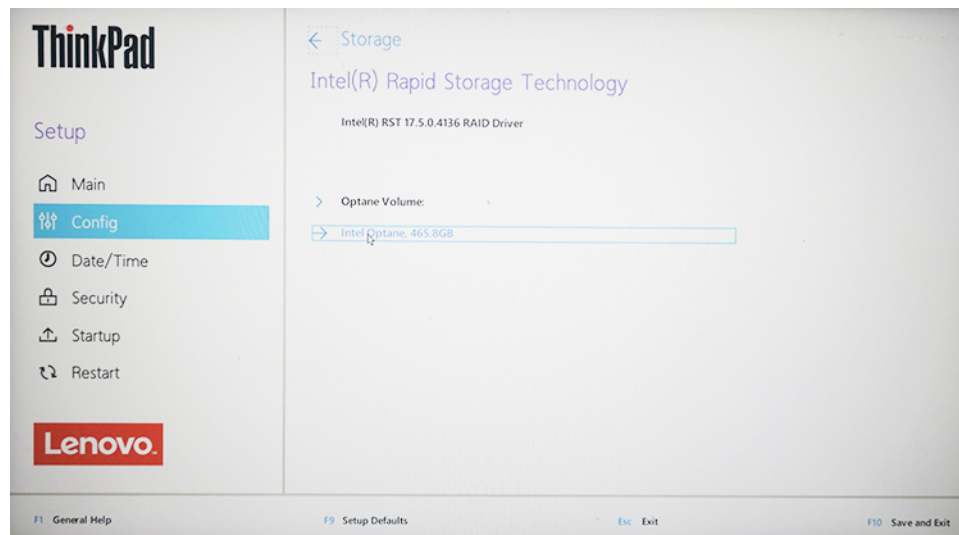 ThinkPad
Setup
Main
Config
Date/Time
Security
Startup
Restart
Lenovo.
Storage
Intel(R) Rapid Storage Technology
Intel(R) RST 17.5.0.4136 RAID Driver
Optane Volume:
Intel Optane, 465.8GB
F1 General Help
F9 Setup Defaults
Esc Exit
F10 Save and Exit